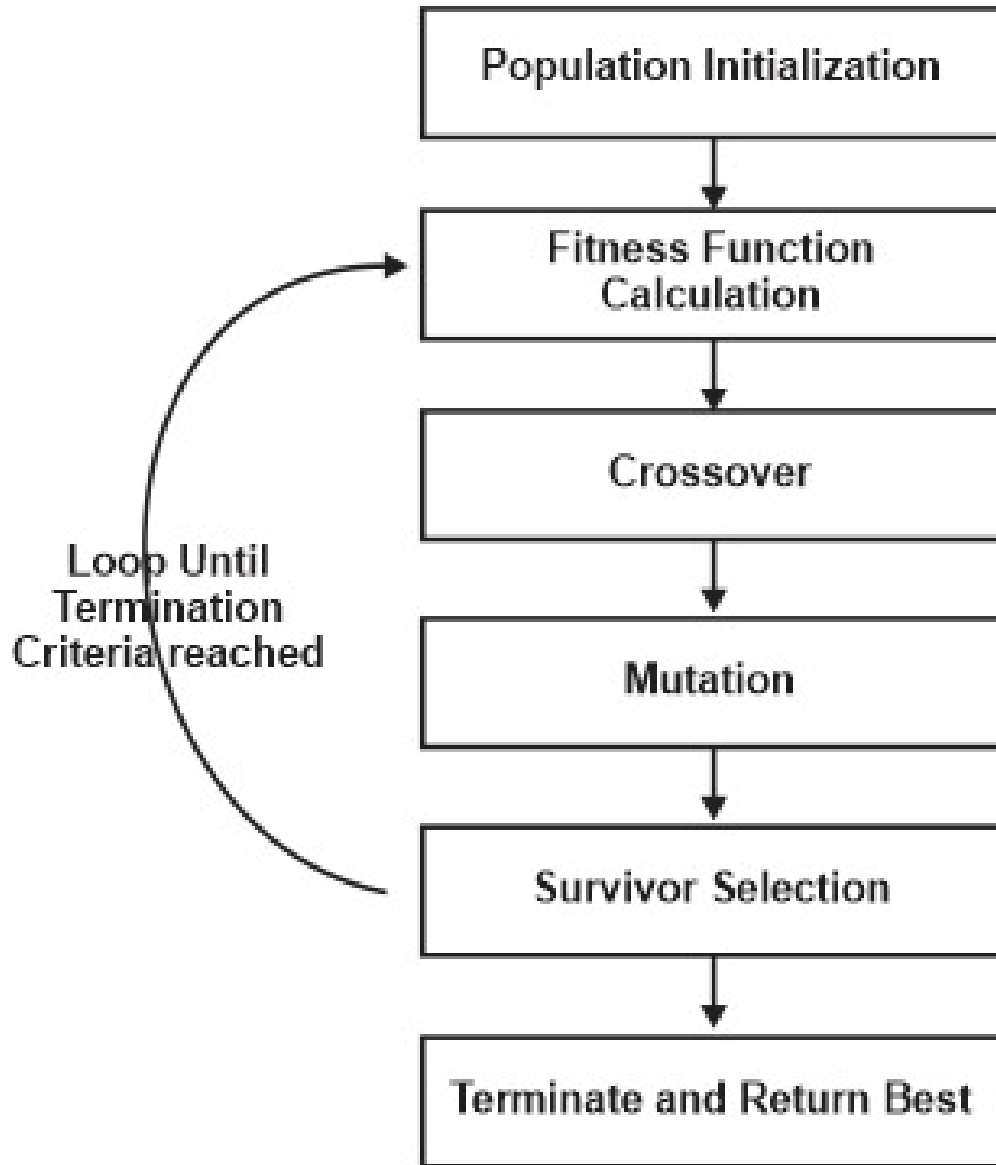 Population Initialization
Fitness Function
Calculation
Crossover
Loop Until
Termination
Criteria reached
Mutation
Survivor Selection
Terminate and Return Best